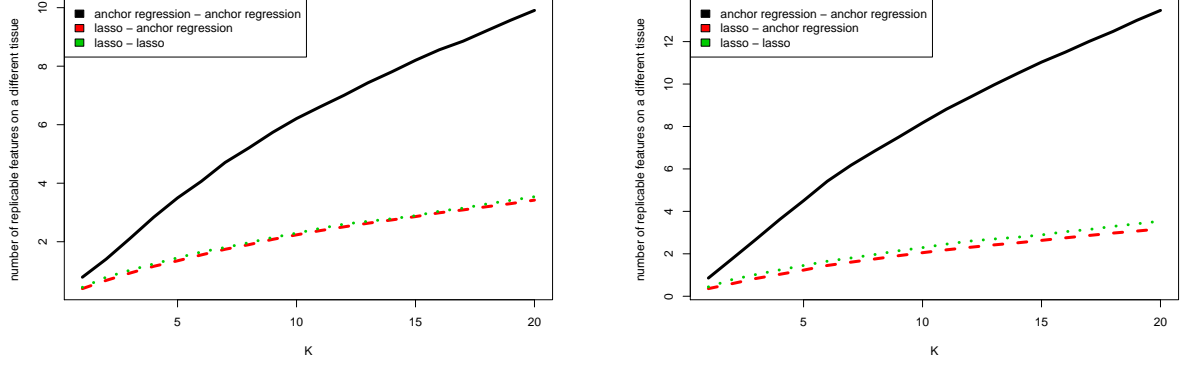 number of replicable features on a different tissue
10
8
6
4
2
anchor regression − anchor regression
lasso − anchor regression
lasso − lasso
5
10
15
20
K
number of replicable features on a different tissue
12
10
8
6
4
2
0
anchor regression − anchor regression
lasso − anchor regression
lasso − lasso
5
10
15
20
K